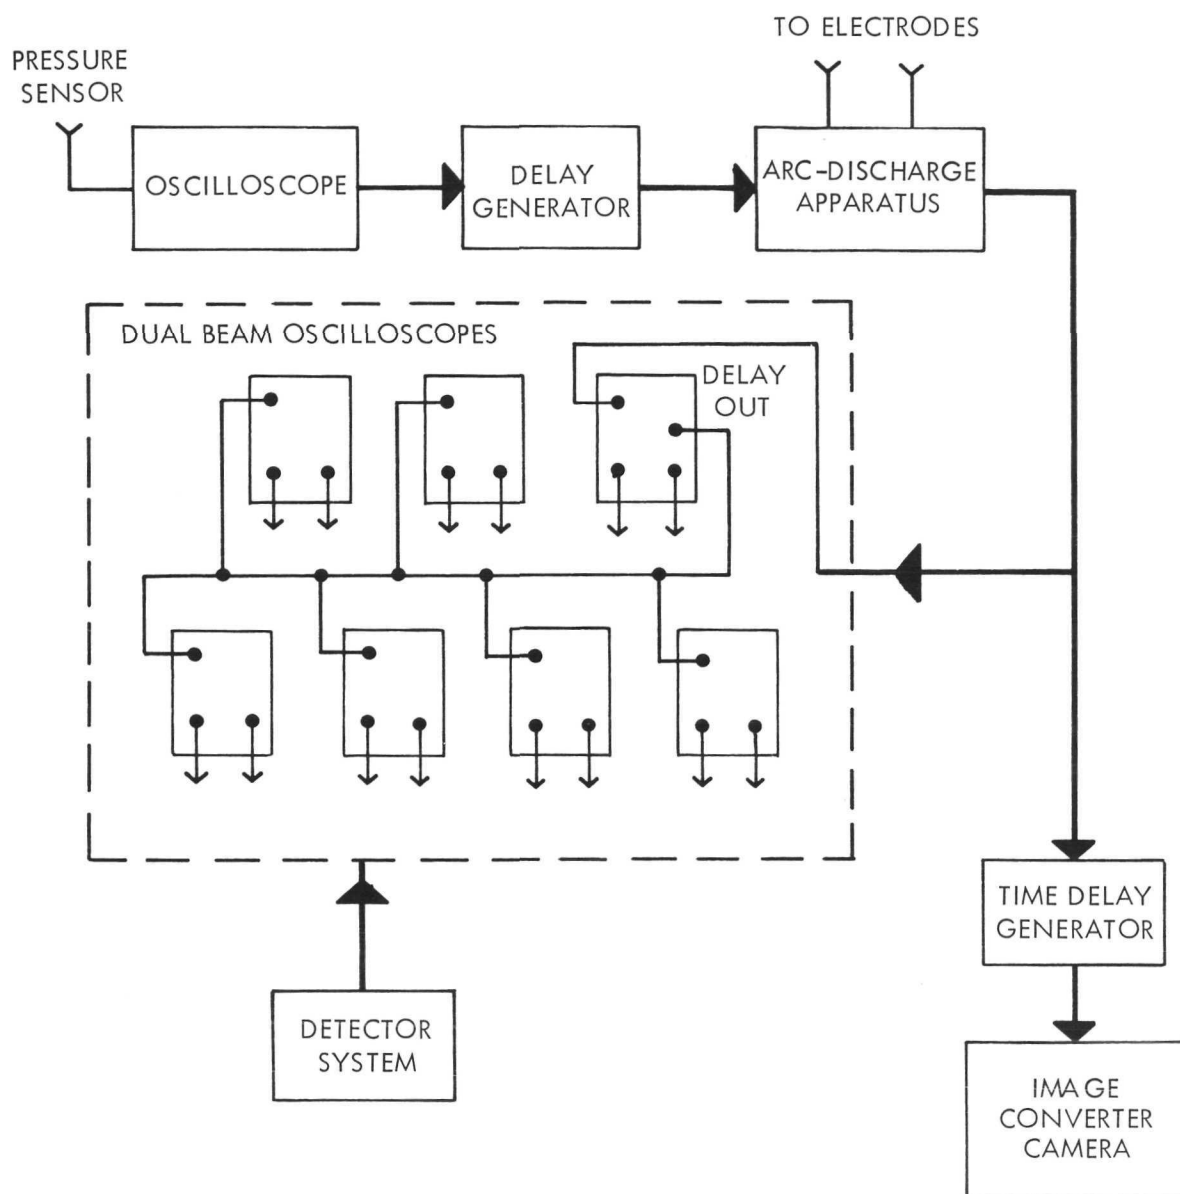 TO ELECTRODES
PRESSURE
SENSOR
OSCILLOSCOPE
DELAY
GENERATOR
ARC-DISCHARGE
APPARATUS
DUAL BEAM OSCILLOSCOPES
DELAY
OUT
TIME DELAY
GENERATOR
DETECTOR
SYSTEM
IMAGE
CONVERTER
CAMERA